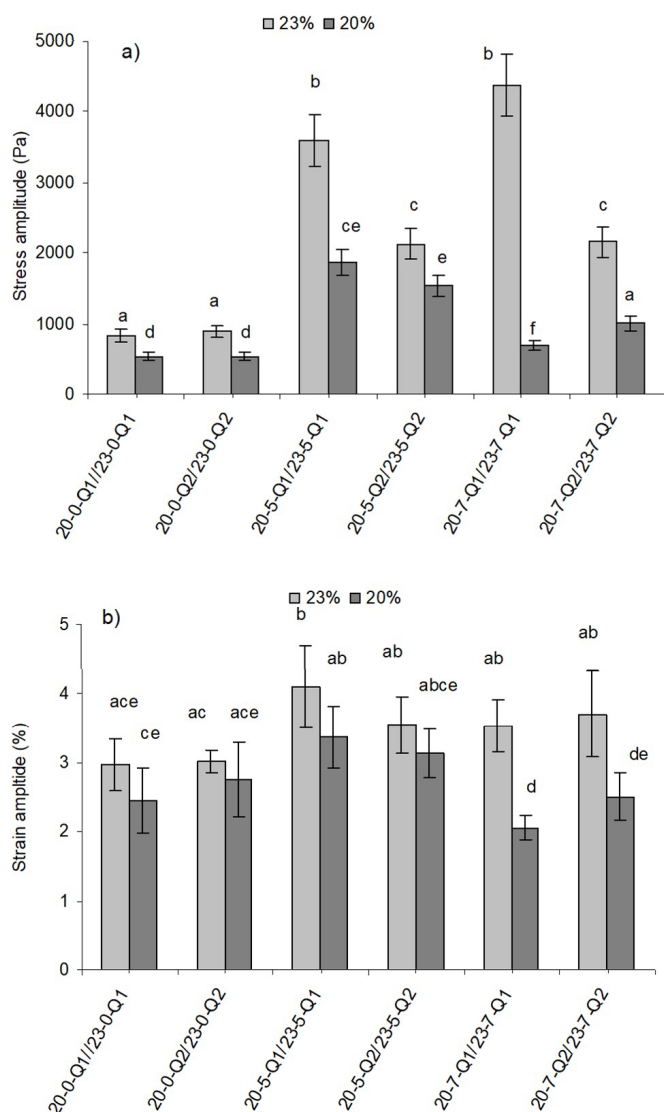 23% 20%
a)
Stress amplitude (Pa)
5000
4000
3000
2000
1000
0
a d a d b ce c e b f c a
20-0-Q1//23-0-Q1
20-0-Q2//23-0-Q2
20-5-Q1/23-5-Q1
20-5-Q2/23-5-Q2
20-7-Q1/23-7-Q1
20-7-Q2/23-7-Q2
23% 20%
b)
Strain ampltide (%)
5
4
3
2
1
0
ace ce ac ace b ab ab abce ab d ab de
20-0-Q1//23-0-Q1
20-0-Q2//23-0-Q2
20-5-Q1/23-5-Q1
20-5-Q2/23-5-Q2
20-7-Q1/23-7-Q1
20-7-Q2/23-7-Q2